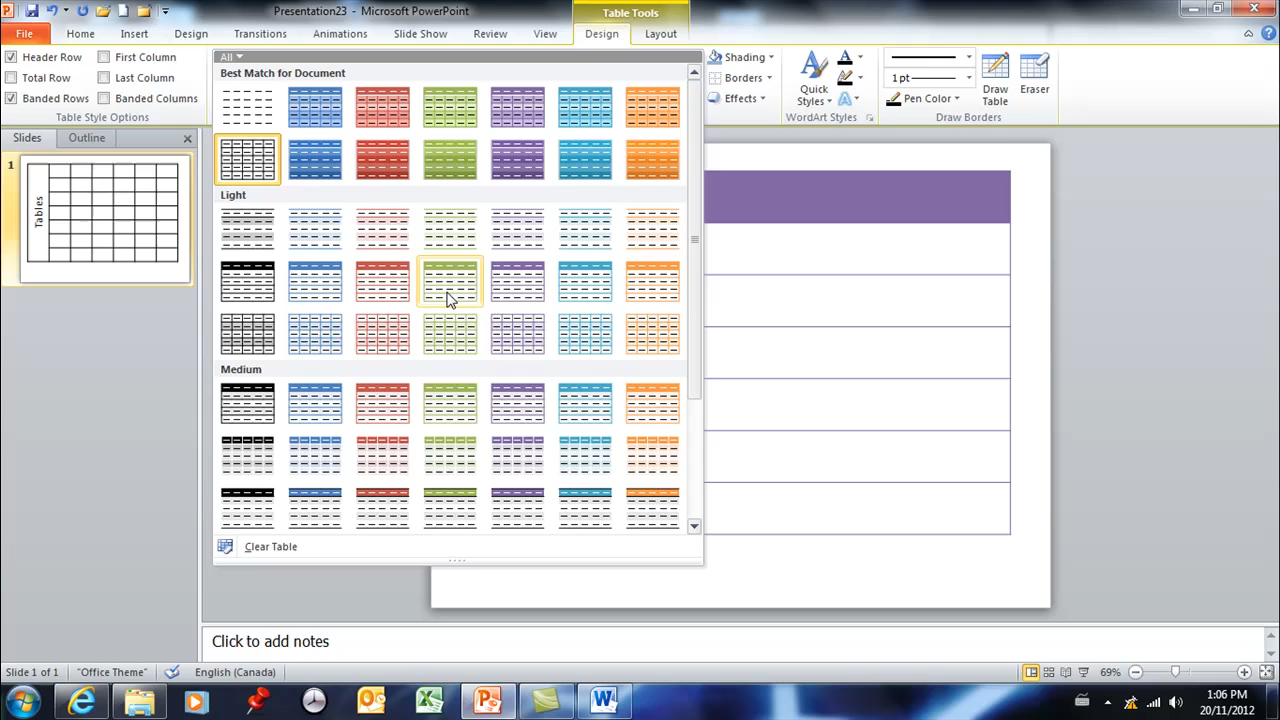 Presentation23 - Microsoft PowerPoint
Table Tools
File Home Insert Design Transitions Animations Slide Show Review View Design Layout
Header Row First Column
Total Row Last Column
Banded Rows Banded Columns
Table Style Options
All
Best Match for Document
Light
Medium
Clear Table
Shading
Borders
Effects
Quick
Styles
WordArt Styles
1 pt
Pen Color
Draw
Table
Eraser
Draw Borders
Slides Outline
1
Tables
Click to add notes
Slide 1 of 1 "Office Theme" English (Canada) 69%
1:06 PM
20/11/2012